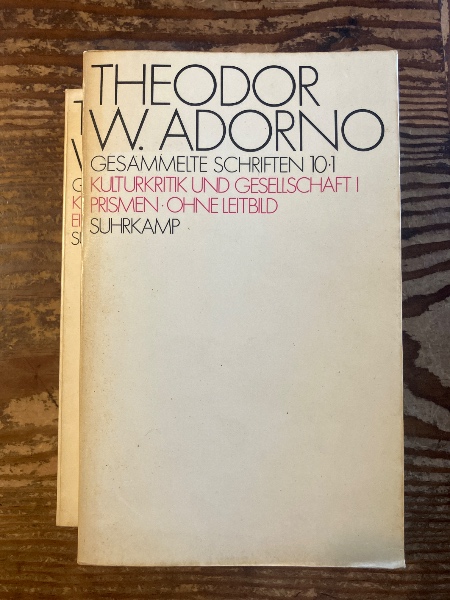 THEODOR
W. ADORNO
GESAMMELTE SCHRIFTEN 10·1
KULTURKRITIK UND GESELLSCHAFT I
PRISMEN · OHNE LEITBILD
SUHRKAMP